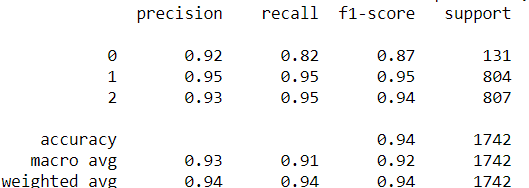 precision recall f1-score support
0 0.92 0.82 0.87 131
1 0.95 0.95 0.95 804
2 0.93 0.95 0.94 807
accuracy 0.94 1742
macro avg 0.93 0.91 0.92 1742
weighted avg 0.94 0.94 0.94 1742